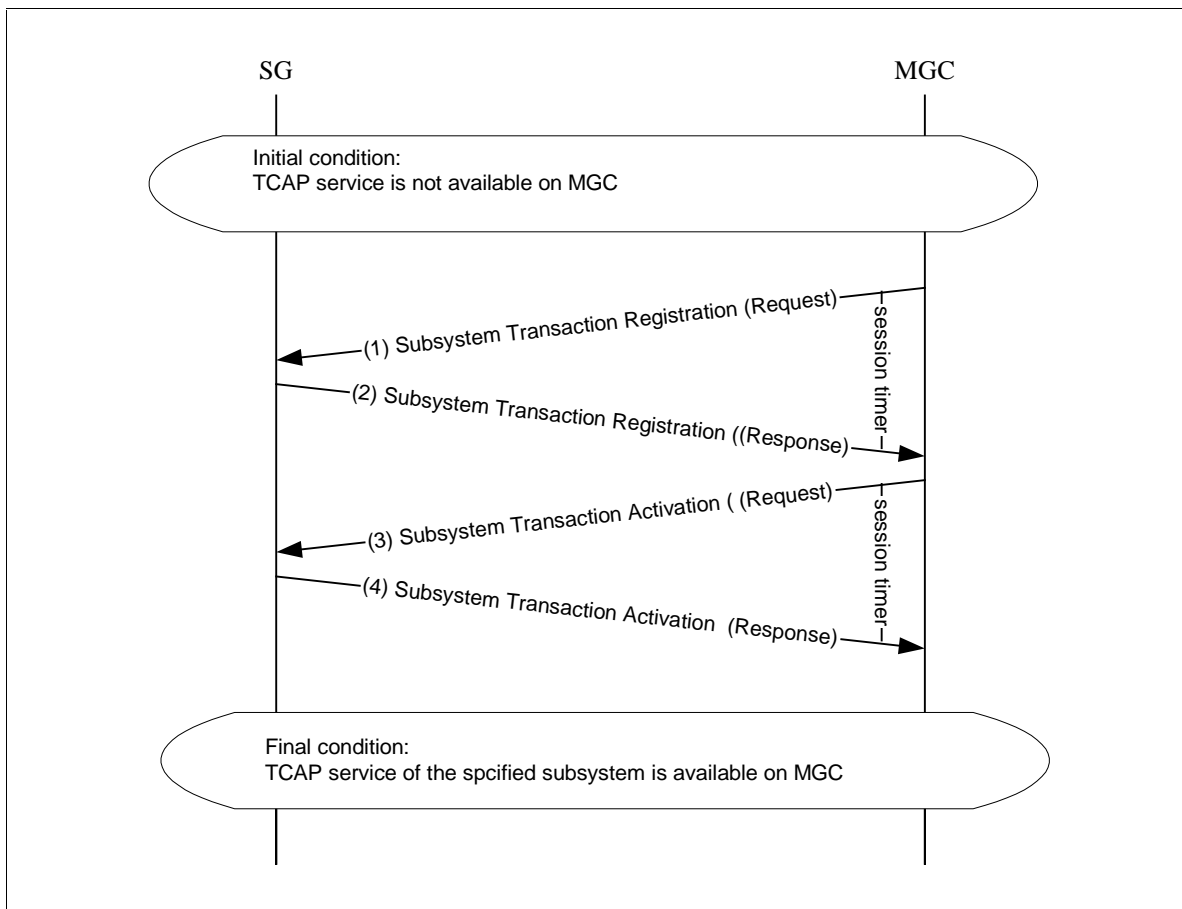 SG
MGC
Initial condition:
TCAP service is not available on MGC
(1) Subsystem Transaction Registration (Request)
session timer
(2) Subsystem Transaction Registration ((Response)
(3) Subsystem Transaction Activation ( (Request)
session timer
(4) Subsystem Transaction Activation (Response)
Final condition:
TCAP service of the spcified subsystem is available on MGC